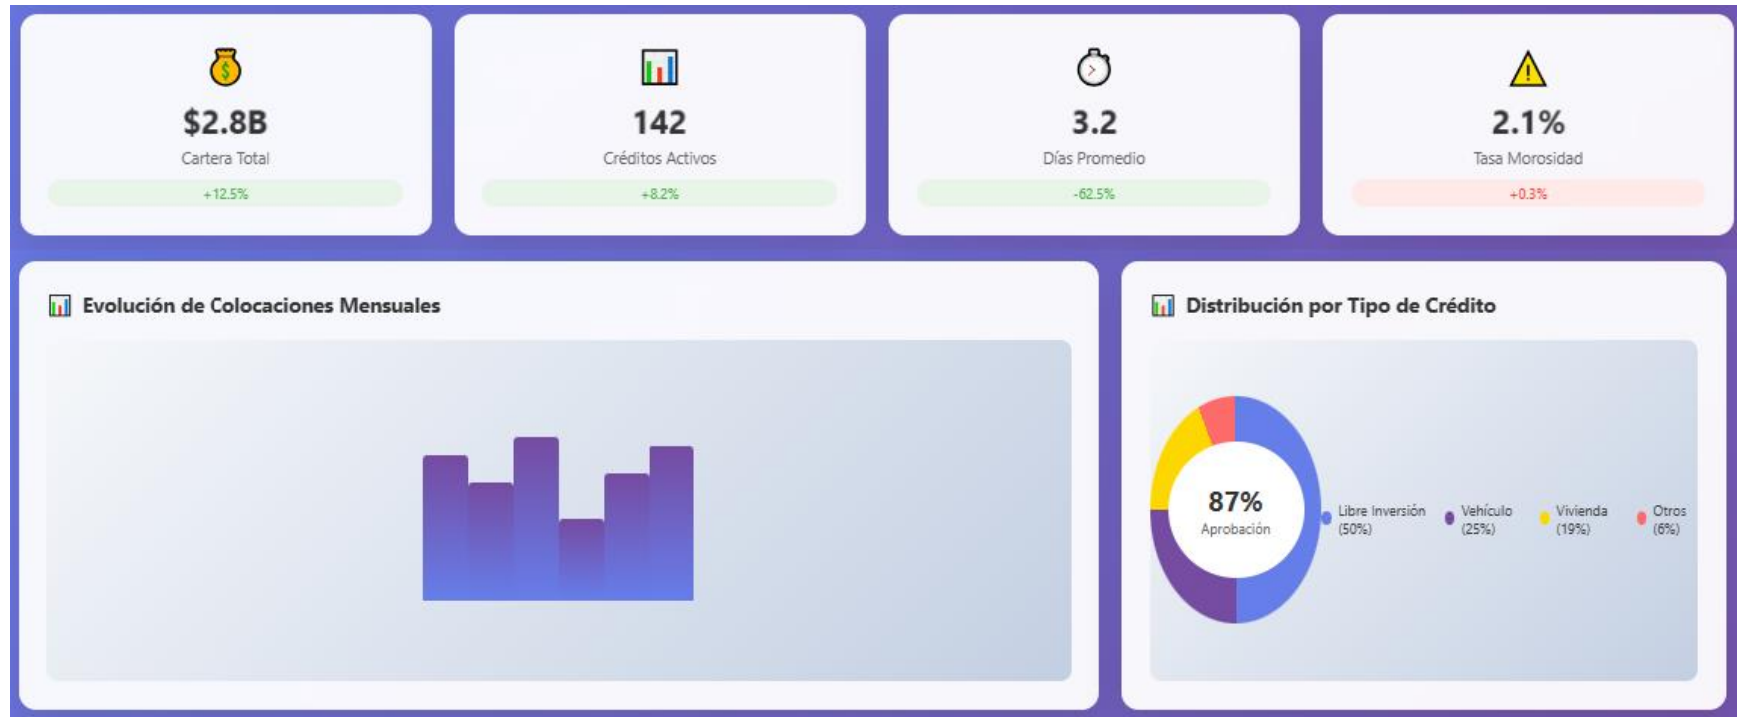 $2.8B
Cartera Total
+12.5%
142
Créditos Activos
+8.2%
3.2
Días Promedio
-62.5%
2.1%
Tasa Morosidad
+0.3%
Evolución de Colocaciones Mensuales
Distribución por Tipo de Crédito
87%
Aprobación
Libre Inversión
(50%)
Vehículo
(25%)
Vivienda
(19%)
Otros
(6%)